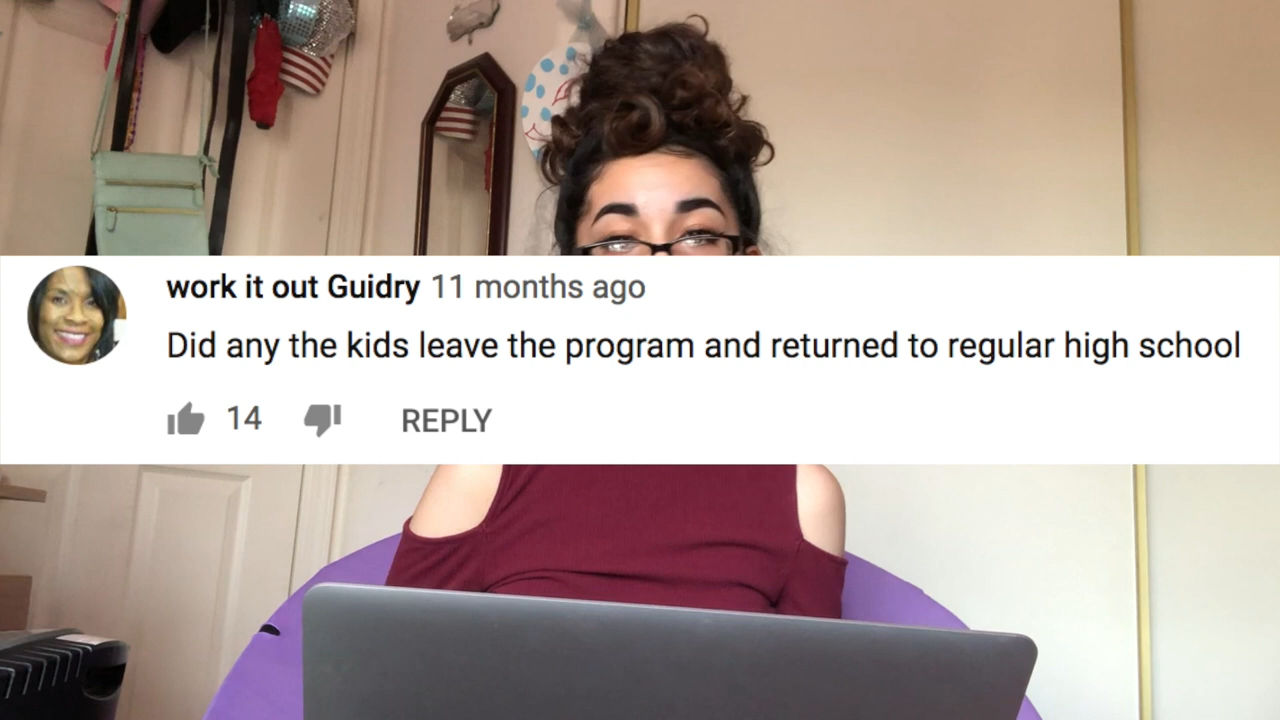 work it out Guidry 11 months ago
Did any the kids leave the program and returned to regular high school
14
REPLY